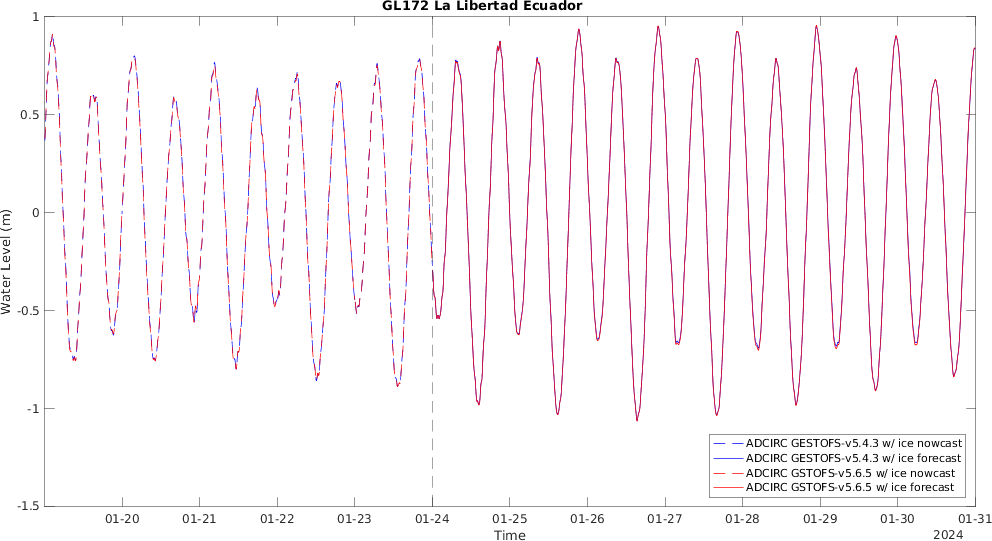 GL172 La Libertad Ecuador
1
0.5
0
-0.5
-1
-1.5
Water Level (m)
ADCIRC GESTOFS-v5.4.3 w/ ice nowcast
ADCIRC GESTOFS-v5.4.3 w/ ice forecast
ADCIRC GSTOFS-v5.6.5 w/ ice nowcast
ADCIRC GSTOFS-v5.6.5 w/ ice forecast
01-20 01-21 01-22 01-23 01-24 01-25 01-26 01-27 01-28 01-29 01-30 01-31
Time
2024